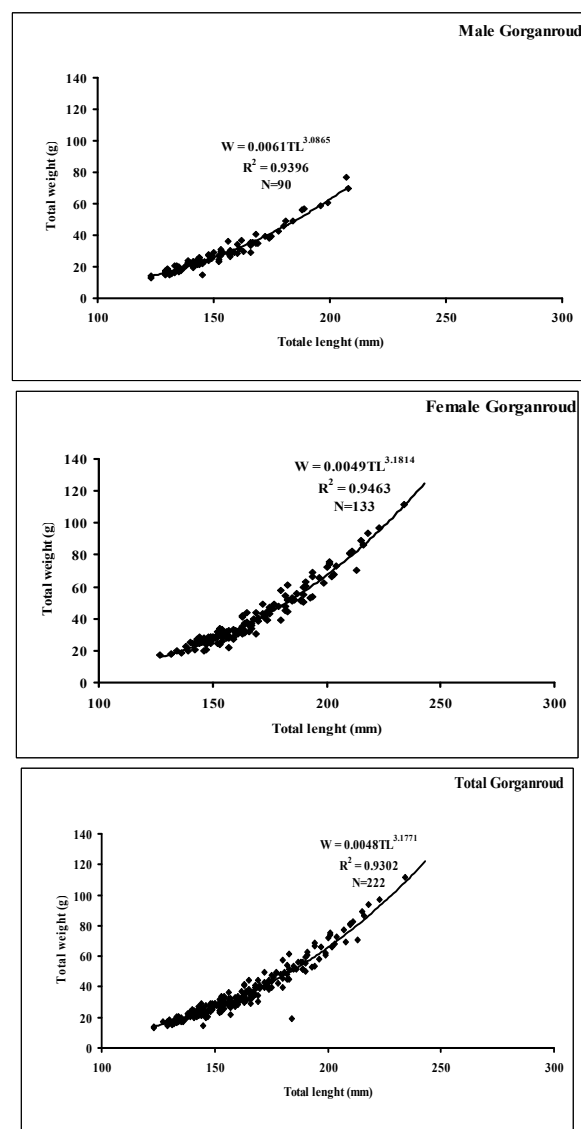 Male Gorganroud
W = 0.0061TL^3.0865
R² = 0.9396
N=90
Total weight (g)
140
120
100
80
60
40
20
0
100 150 200 250 300
Totale lenght (mm)
Female Gorganroud
W = 0.0049TL^3.1814
R² = 0.9463
N=133
Total weight (g)
140
120
100
80
60
40
20
0
100 150 200 250 300
Total lenght (mm)
Total Gorganroud
W = 0.0048TL^3.1771
R² = 0.9302
N=222
Total weight (g)
140
120
100
80
60
40
20
0
100 150 200 250 300
Total lenght (mm)